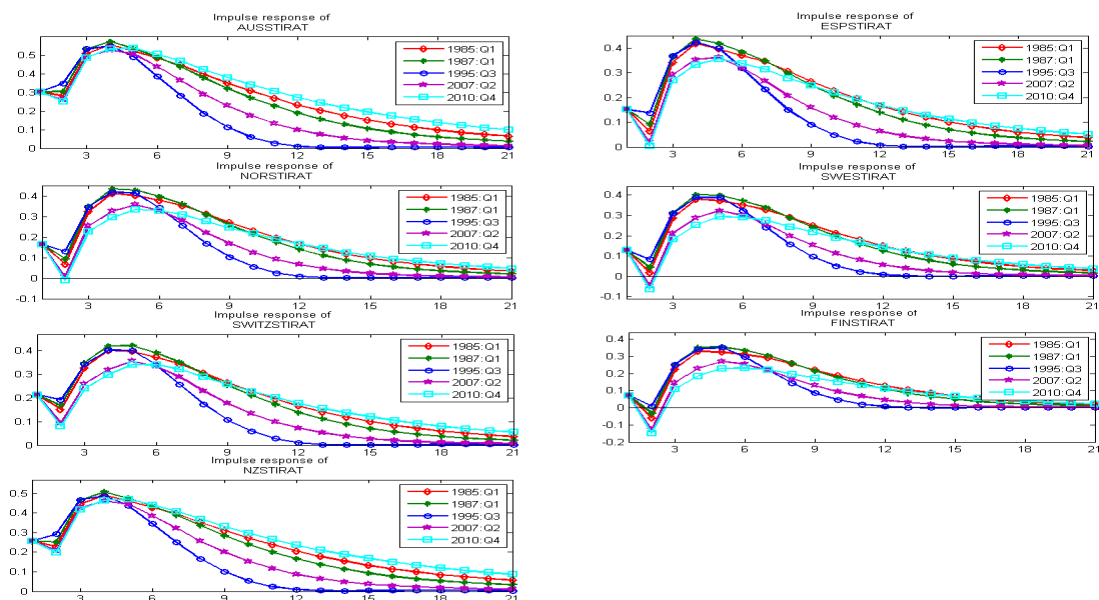 Impulse response of
AUSSTIRAT
0.5
0.4
0.3
0.2
0.1
0
3 6 9 12 15 18 21
1985:Q1
1987:Q1
1995:Q3
2007:Q2
2010:Q4
Impulse response of
ESPSTIRAT
0.4
0.3
0.2
0.1
0
3 6 9 12 15 18 21
1985:Q1
1987:Q1
1995:Q3
2007:Q2
2010:Q4
Impulse response of
NORSTIRAT
0.4
0.3
0.2
0.1
0
-0.1
3 6 9 12 15 18 21
1985:Q1
1987:Q1
1995:Q3
2007:Q2
2010:Q4
Impulse response of
SWESTIRAT
0.4
0.3
0.2
0.1
0
-0.1
3 6 9 12 15 18 21
1985:Q1
1987:Q1
1995:Q3
2007:Q2
2010:Q4
Impulse response of
SWITZSTIRAT
0.4
0.3
0.2
0.1
0
3 6 9 12 15 18 21
1985:Q1
1987:Q1
1995:Q3
2007:Q2
2010:Q4
Impulse response of
FINSTIRAT
0.4
0.3
0.2
0.1
0
-0.1
-0.2
3 6 9 12 15 18 21
1985:Q1
1987:Q1
1995:Q3
2007:Q2
2010:Q4
Impulse response of
NZSTIRAT
0.5
0.4
0.3
0.2
0.1
0
3 6 9 12 15 18 21
1985:Q1
1987:Q1
1995:Q3
2007:Q2
2010:Q4